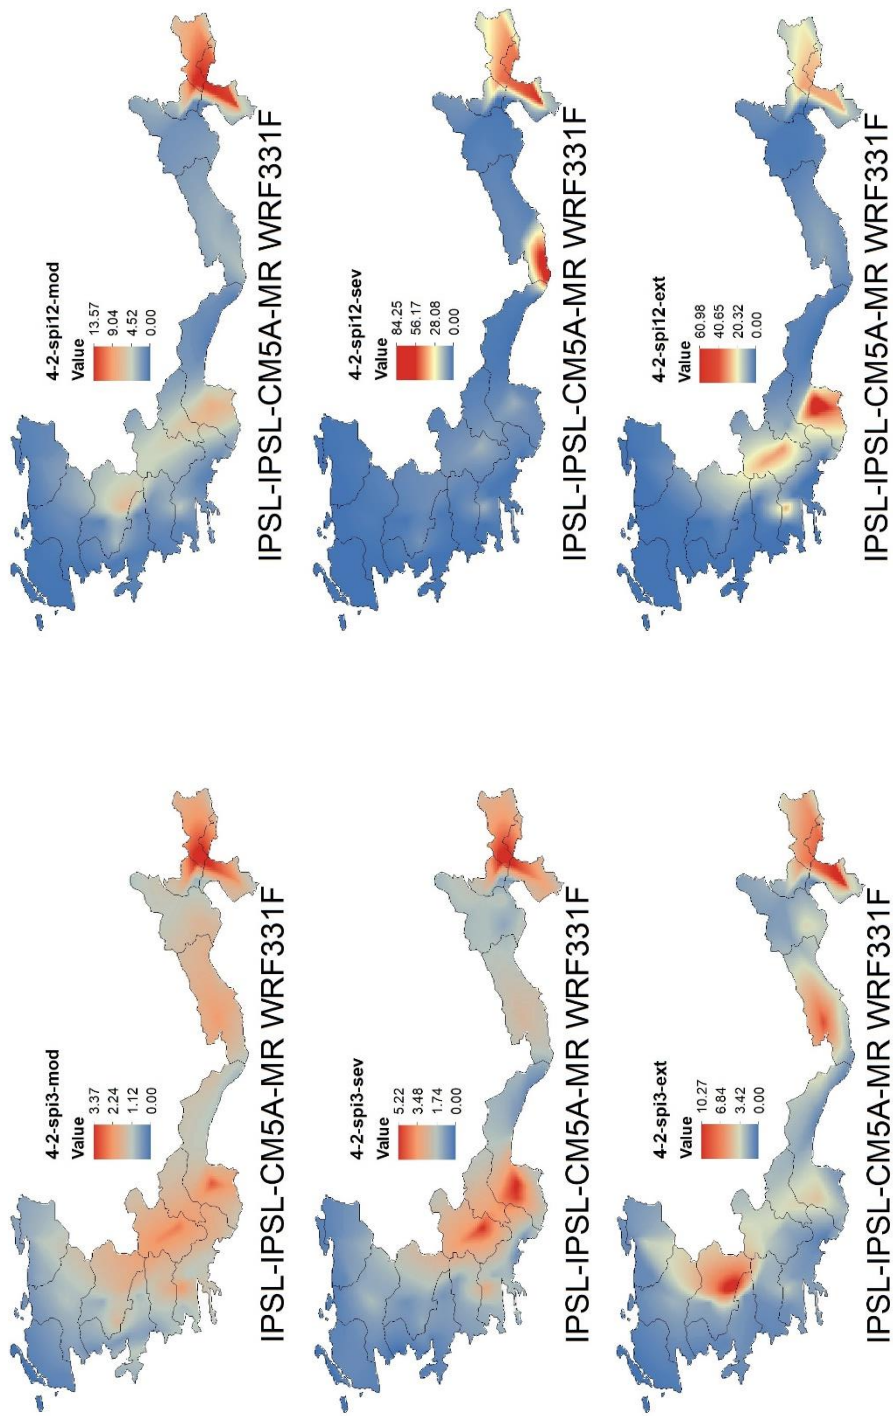 4-2-spi12-mod
Value
13.57
9.04
4.52
0.00
IPSL-IPSL-CM5A-MR WRF331F
4-2-spi12-sev
Value
84.25
56.17
28.08
0.00
IPSL-IPSL-CM5A-MR WRF331F
4-2-spi12-ext
Value
60.98
40.65
20.32
0.00
IPSL-IPSL-CM5A-MR WRF331F
4-2-spi3-mod
Value
3.37
2.24
1.12
0.00
IPSL-IPSL-CM5A-MR WRF331F
4-2-spi3-sev
Value
5.22
3.48
1.74
0.00
IPSL-IPSL-CM5A-MR WRF331F
4-2-spi3-ext
Value
10.27
6.84
3.42
0.00
IPSL-IPSL-CM5A-MR WRF331F